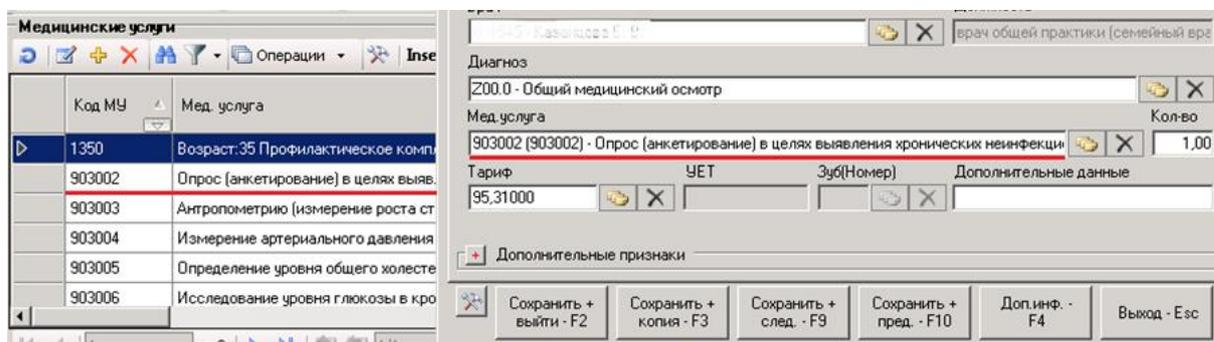 Медицинские услуги
Операции
Inse
Код МУ Мед. услуга
1350 Возраст:35 Профилактическое компл
903002 Опрос (анкетирование) в целях выяв.
903003 Антропометрию (измерение роста ст
903004 Измерение артериального давления
903005 Определение уровня общего холесте
903006 Исследование уровня глюкозы в кро
врач общей практики (семейный вра
Диагноз
Z00.0 - Общий медицинский осмотр
Мед.услуга Кол-во
903002 (903002) - Опрос (анкетирование) в целях выявления хронических неинфекци 1,00
Тариф УЕТ Зуб(Номер) Дополнительные данные
95,31000
+ Дополнительные признаки
Сохранить + выйти - F2
Сохранить + копия - F3
Сохранить + след. - F9
Сохранить + пред. - F10
Доп.инф. - F4
Выход - Esc